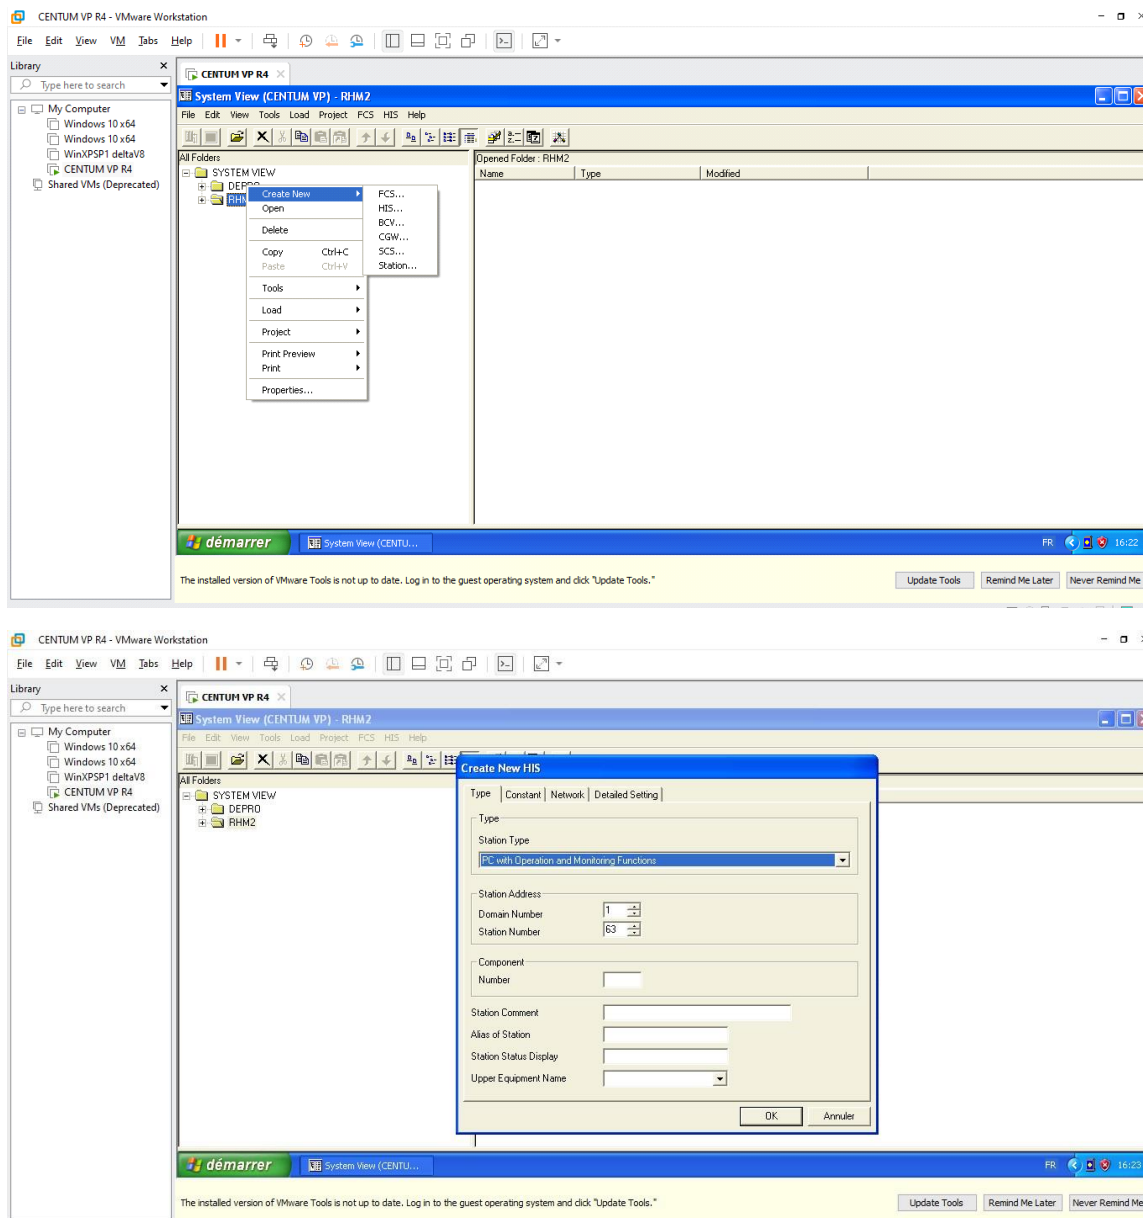 CENTUM VP R4 - VMware Workstation
File Edit View VM Tabs Help
Library
Type here to search
My Computer
Windows 10 x64
Windows 10 x64
WinXPSP1 deltaV8
CENTUM VP R4
Shared VMs (Deprecated)
CENTUM VP R4
System View (CENTUM VP) - RHM2
File Edit View Tools Load Project FCS HIS Help
All Folders
SYSTEM VIEW
Opened Folder : RHM2
Name Type Modified
Create New
Open
Delete
Copy Ctrl+C
Paste Ctrl+V
Tools
Load
Project
Print Preview
Print
Properties...
FCS...
HIS...
BCV...
CGW...
SCS...
Station...
démarrer
System View (CENTU...
FR 16:22
The installed version of VMware Tools is not up to date. Log in to the guest operating system and click "Update Tools."
Update Tools Remind Me Later Never Remind Me
CENTUM VP R4 - VMware Workstation
File Edit View VM Tabs Help
Library
Type here to search
My Computer
Windows 10 x64
Windows 10 x64
WinXPSP1 deltaV8
CENTUM VP R4
Shared VMs (Deprecated)
CENTUM VP R4
System View (CENTUM VP) - RHM2
File Edit View Tools Load Project FCS HIS Help
All Folders
SYSTEM VIEW
DEPRO
RHM2
Create New HIS
Type Constant Network Detailed Setting
Type
Station Type
PC with Operation and Monitoring Functions
Station Address
Domain Number 1
Station Number 63
Component
Number
Station Comment
Alias of Station
Station Status Display
Upper Equipment Name
OK Annuler
démarrer
System View (CENTU...
FR 16:23
The installed version of VMware Tools is not up to date. Log in to the guest operating system and click "Update Tools."
Update Tools Remind Me Later Never Remind Me